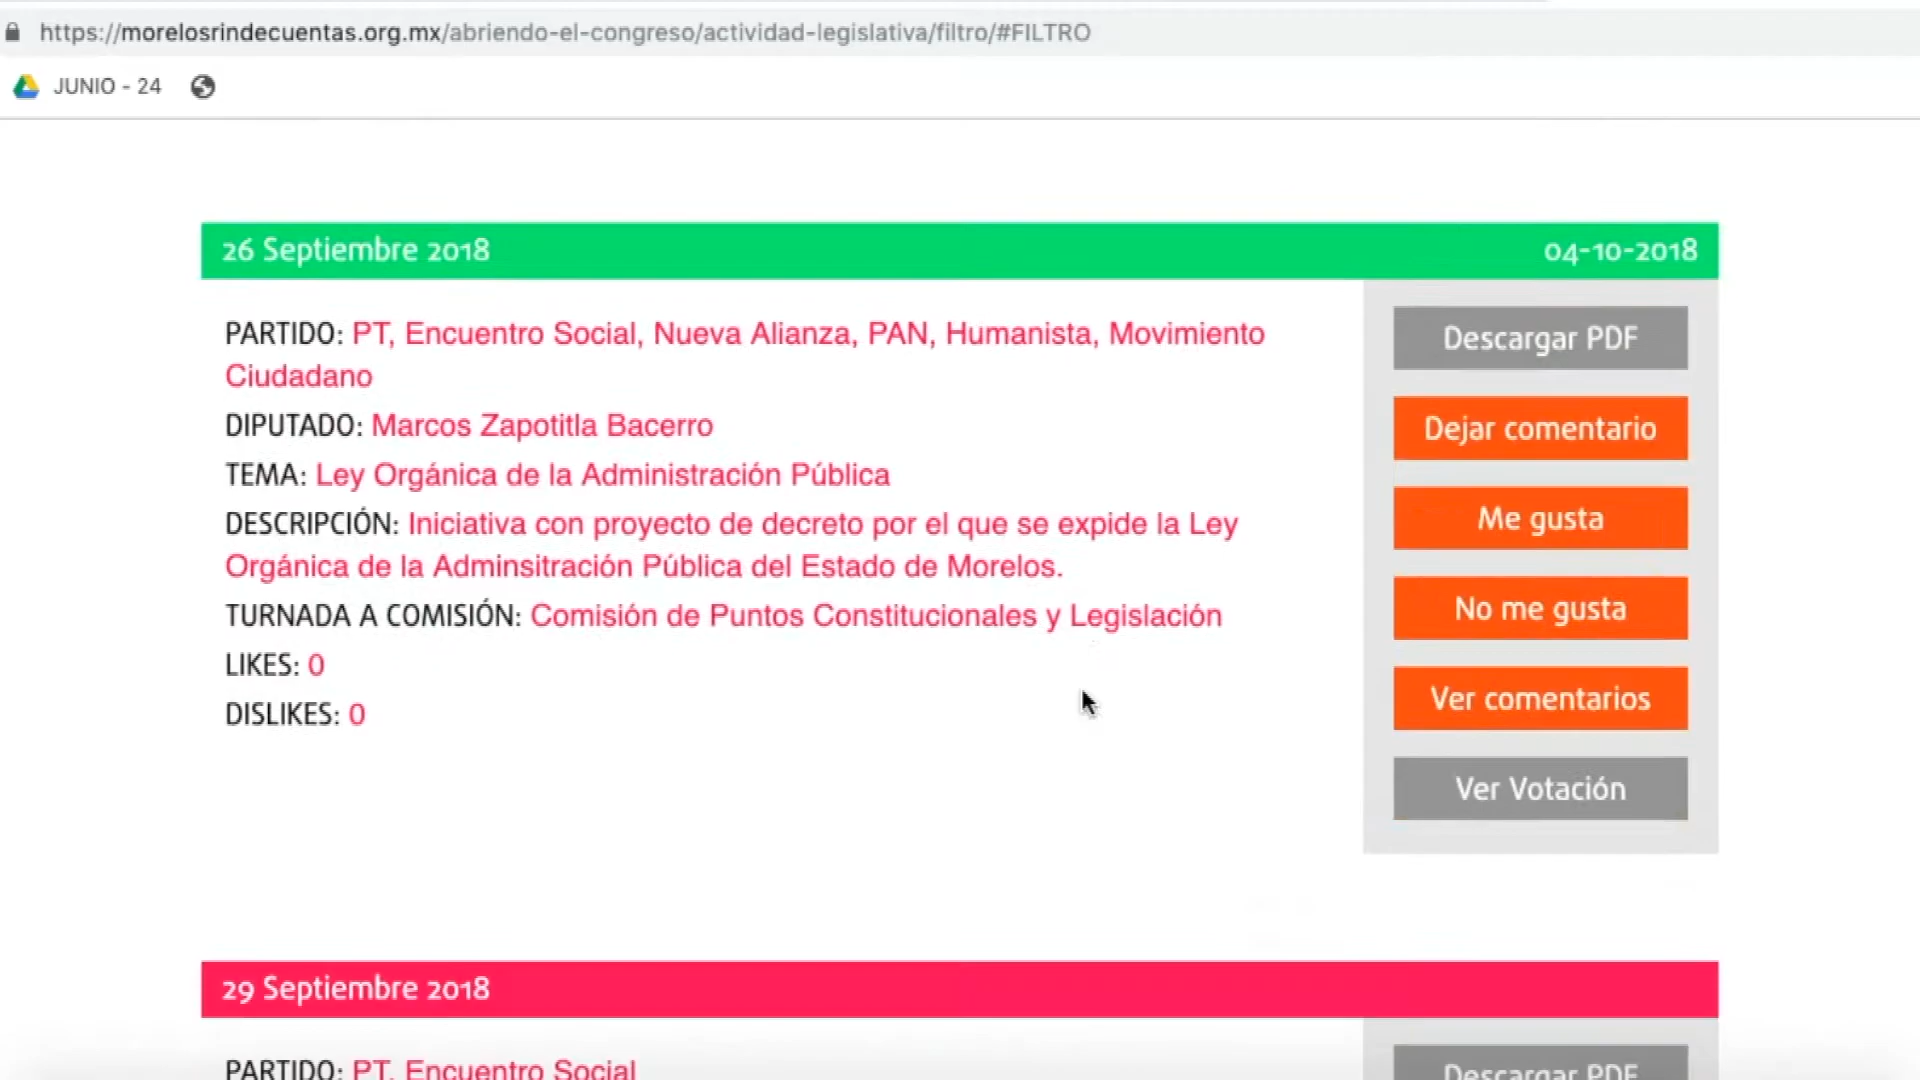 https://morelosrindecuentas.org.mx/abriendo-el-congreso/actividad-legislativa/filtro/#FILTRO
JUNIO - 24
26 Septiembre 2018
04-10-2018
PARTIDO: PT, Encuentro Social, Nueva Alianza, PAN, Humanista, Movimiento
Ciudadano
DIPUTADO: Marcos Zapotitla Bacerro
TEMA: Ley Orgánica de la Administración Pública
DESCRIPCIÓN: Iniciativa con proyecto de decreto por el que se expide la Ley
Orgánica de la Adminsitración Pública del Estado de Morelos.
TURNADA A COMISIÓN: Comisión de Puntos Constitucionales y Legislación
LIKES: 0
DISLIKES: 0
Descargar PDF
Dejar comentario
Me gusta
No me gusta
Ver comentarios
Ver Votación
29 Septiembre 2018
PARTIDO: PT, Encuentro Social
Descargar PDF